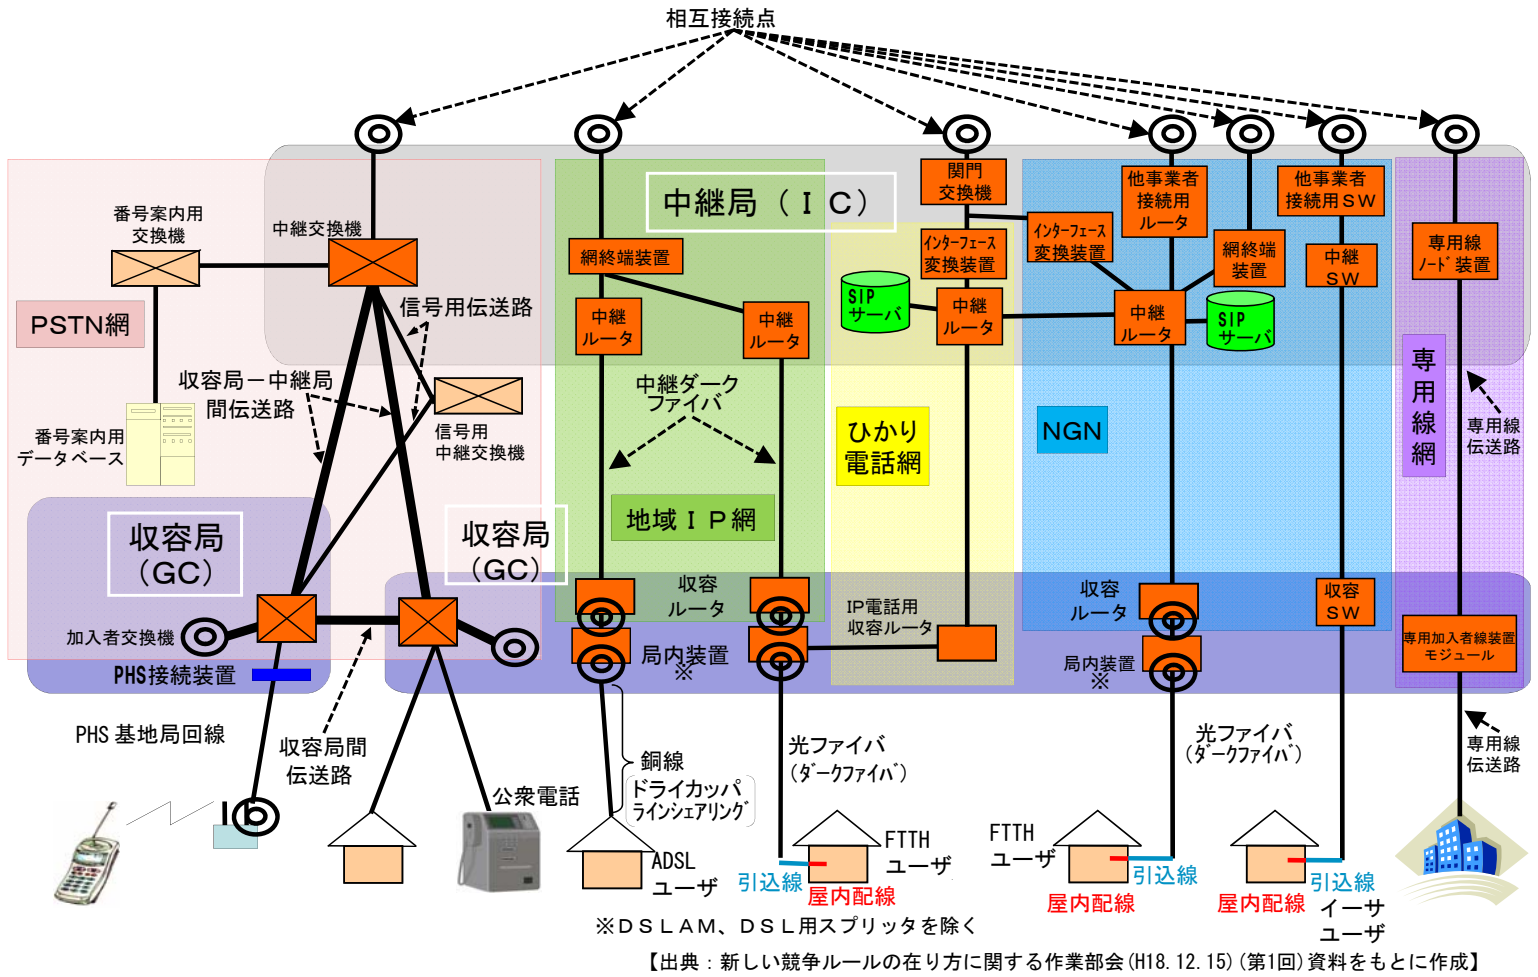 相互接続点
中継局（ＩＣ）
番号案内用
交換機
中継交換機
PSTN網
信号用伝送路
収容局－中継局
間伝送路
番号案内用
データベース
信号用
中継交換機
収容局
（GC）
収容局
（GC）
加入者交換機
PHS接続装置
PHS基地局回線
収容局間
伝送路
公衆電話
網終端装置
中継
ルータ
中継
ルータ
中継ダーク
ファイバ
地域ＩＰ網
収容
ルータ
局内装置
※
銅線
ドライカッパ
ラインシェアリング
ADSL
ユーザ
光ファイバ
（ダークファイバ）
FTTH
ユーザ
引込線
屋内配線
関門
交換機
インターフェース
変換装置
SIP
サーバ
中継
ルータ
ひかり
電話網
IP電話用
収容ルータ
インターフェース
変換装置
他事業者
接続用
ルータ
網終端
装置
中継
ルータ
SIP
サーバ
NGN
収容
ルータ
局内装置
※
光ファイバ
（ダークファイバ）
FTTH
ユーザ
引込線
屋内配線
他事業者
接続用ＳＷ
中継
SW
収容
SW
引込線
屋内配線
イーサ
ユーザ
専用線
ノード装置
専用線網
専用線
伝送路
専用加入者線装置
モジュール
専用線
伝送路
※ＤＳＬＡＭ、ＤＳＬ用スプリッタを除く
【出典：新しい競争ルールの在り方に関する作業部会(H18.12.15)(第1回)資料をもとに作成】